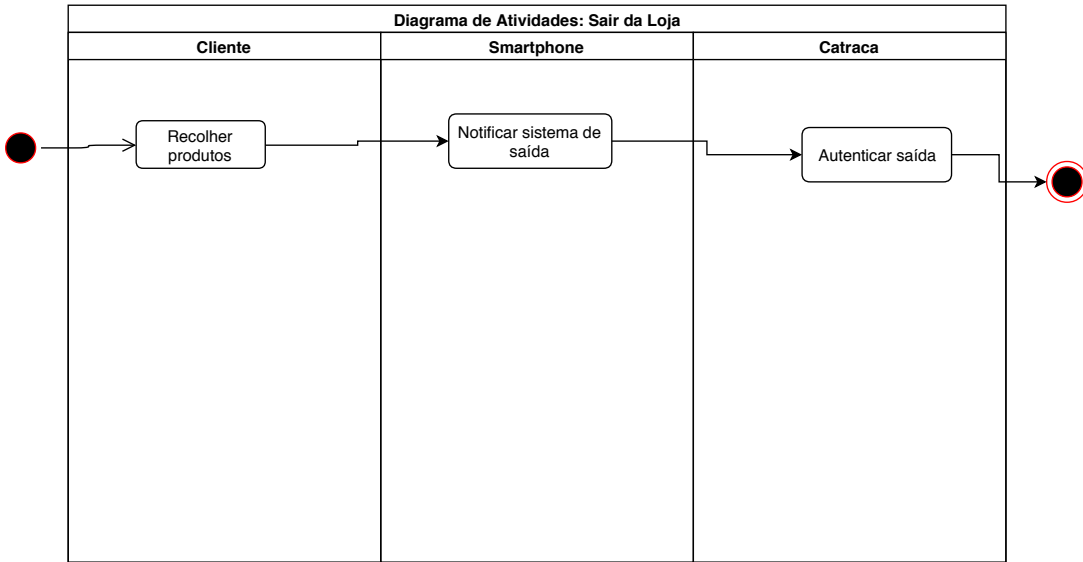 Diagrama de Atividades: Sair da Loja
Cliente
Smartphone
Catraca
Recolher
produtos
Notificar sistema de
saída
Autenticar saída